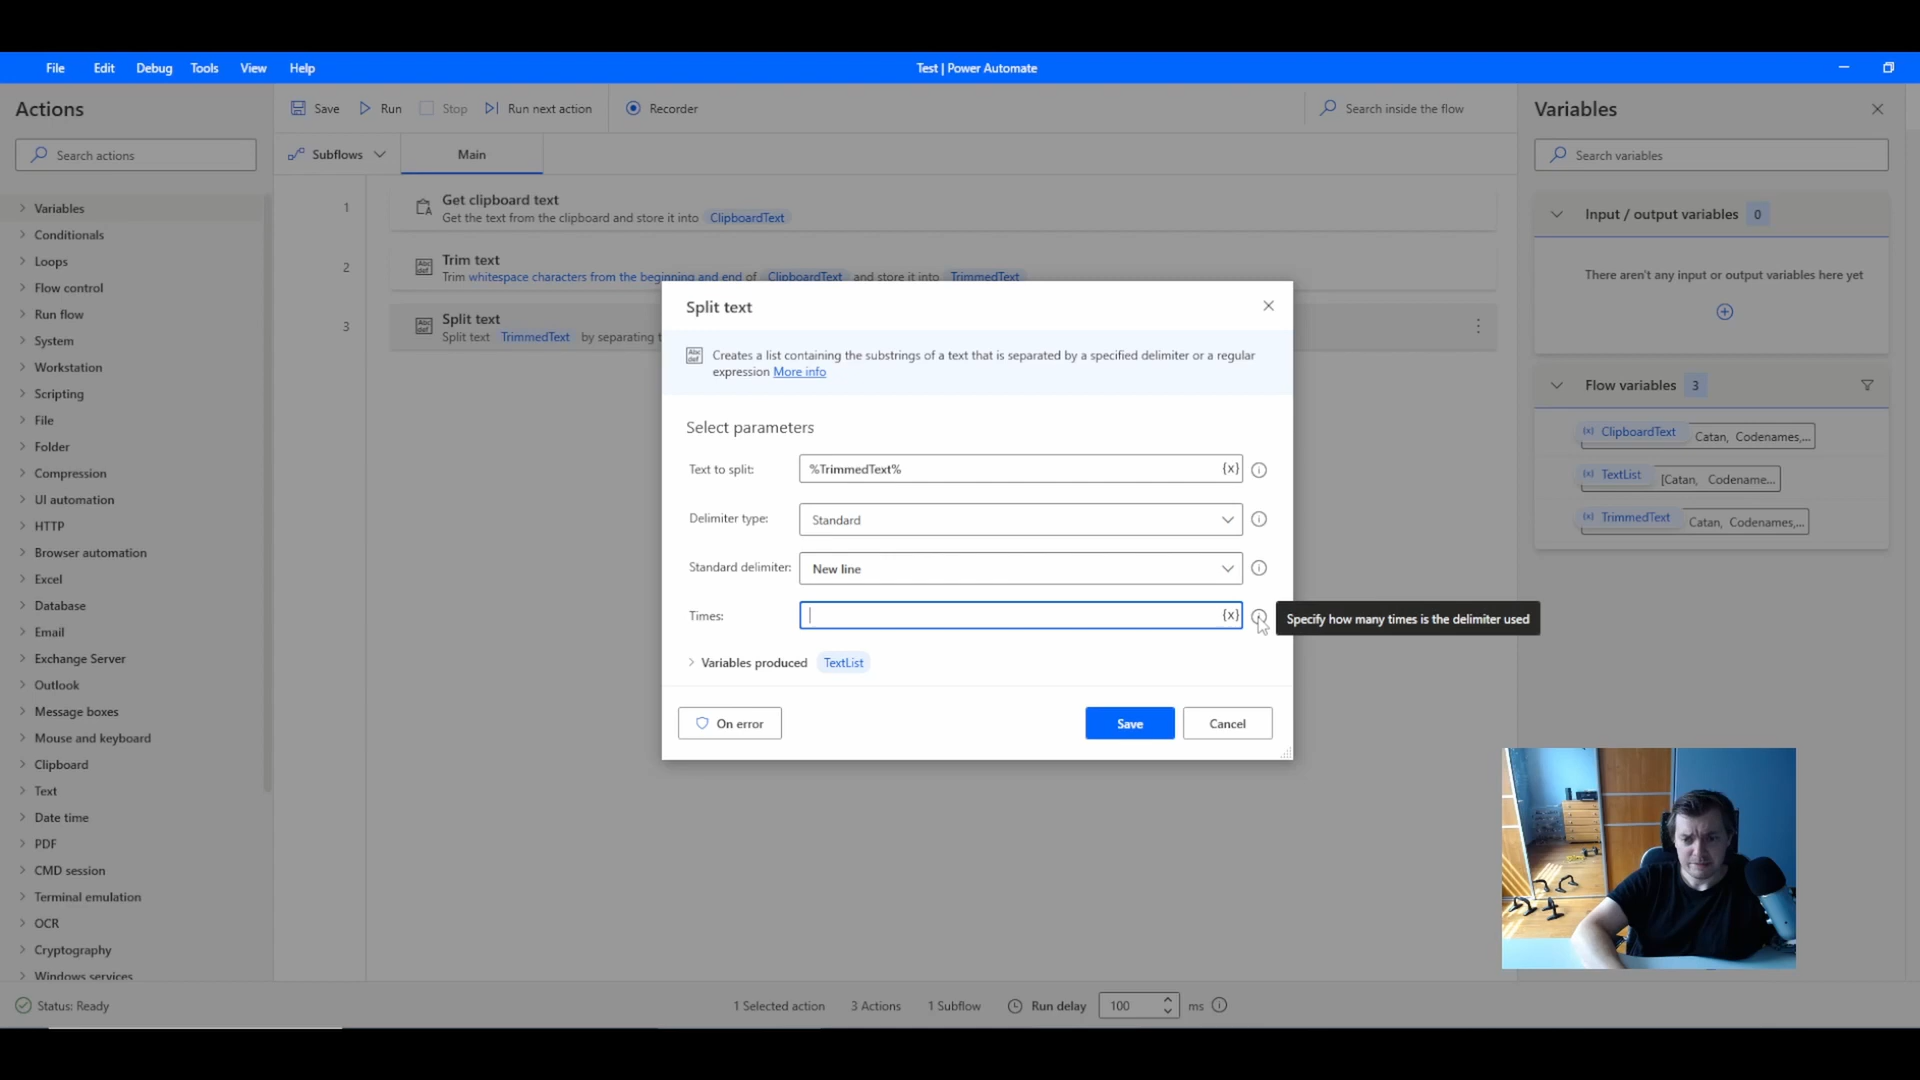 File Edit Debug Tools View Help
Test | Power Automate
Actions
Search actions
Variables
Conditionals
Loops
Flow control
Run flow
System
Workstation
Scripting
File
Folder
Compression
UI automation
HTTP
Browser automation
Excel
Database
Email
Exchange Server
Outlook
Message boxes
Mouse and keyboard
Clipboard
Text
Date time
PDF
CMD session
Terminal emulation
OCR
Cryptography
Windows services
Save Run Stop Run next action Recorder
Search inside the flow
Subflows Main
1
Get clipboard text
Get the text from the clipboard and store it into ClipboardText
2
Trim text
Trim whitespace characters from the beginning and end of ClipboardText and store it into TrimmedText
3
Split text
Split text TrimmedText by separating t
Split text
Creates a list containing the substrings of a text that is separated by a specified delimiter or a regular
expression More info
Select parameters
Text to split: %TrimmedText% {x}
Delimiter type: Standard
Standard delimiter: New line
Times: {x}
Specify how many times is the delimiter used
Variables produced TextList
On error Save Cancel
Variables
Search variables
Input / output variables 0
There aren't any input or output variables here yet
Flow variables 3
(x) ClipboardText Catan, Codenames,...
(x) TextList [Catan, Codename...
(x) TrimmedText Catan, Codenames,...
Status: Ready 1 Selected action 3 Actions 1 Subflow Run delay 100 ms